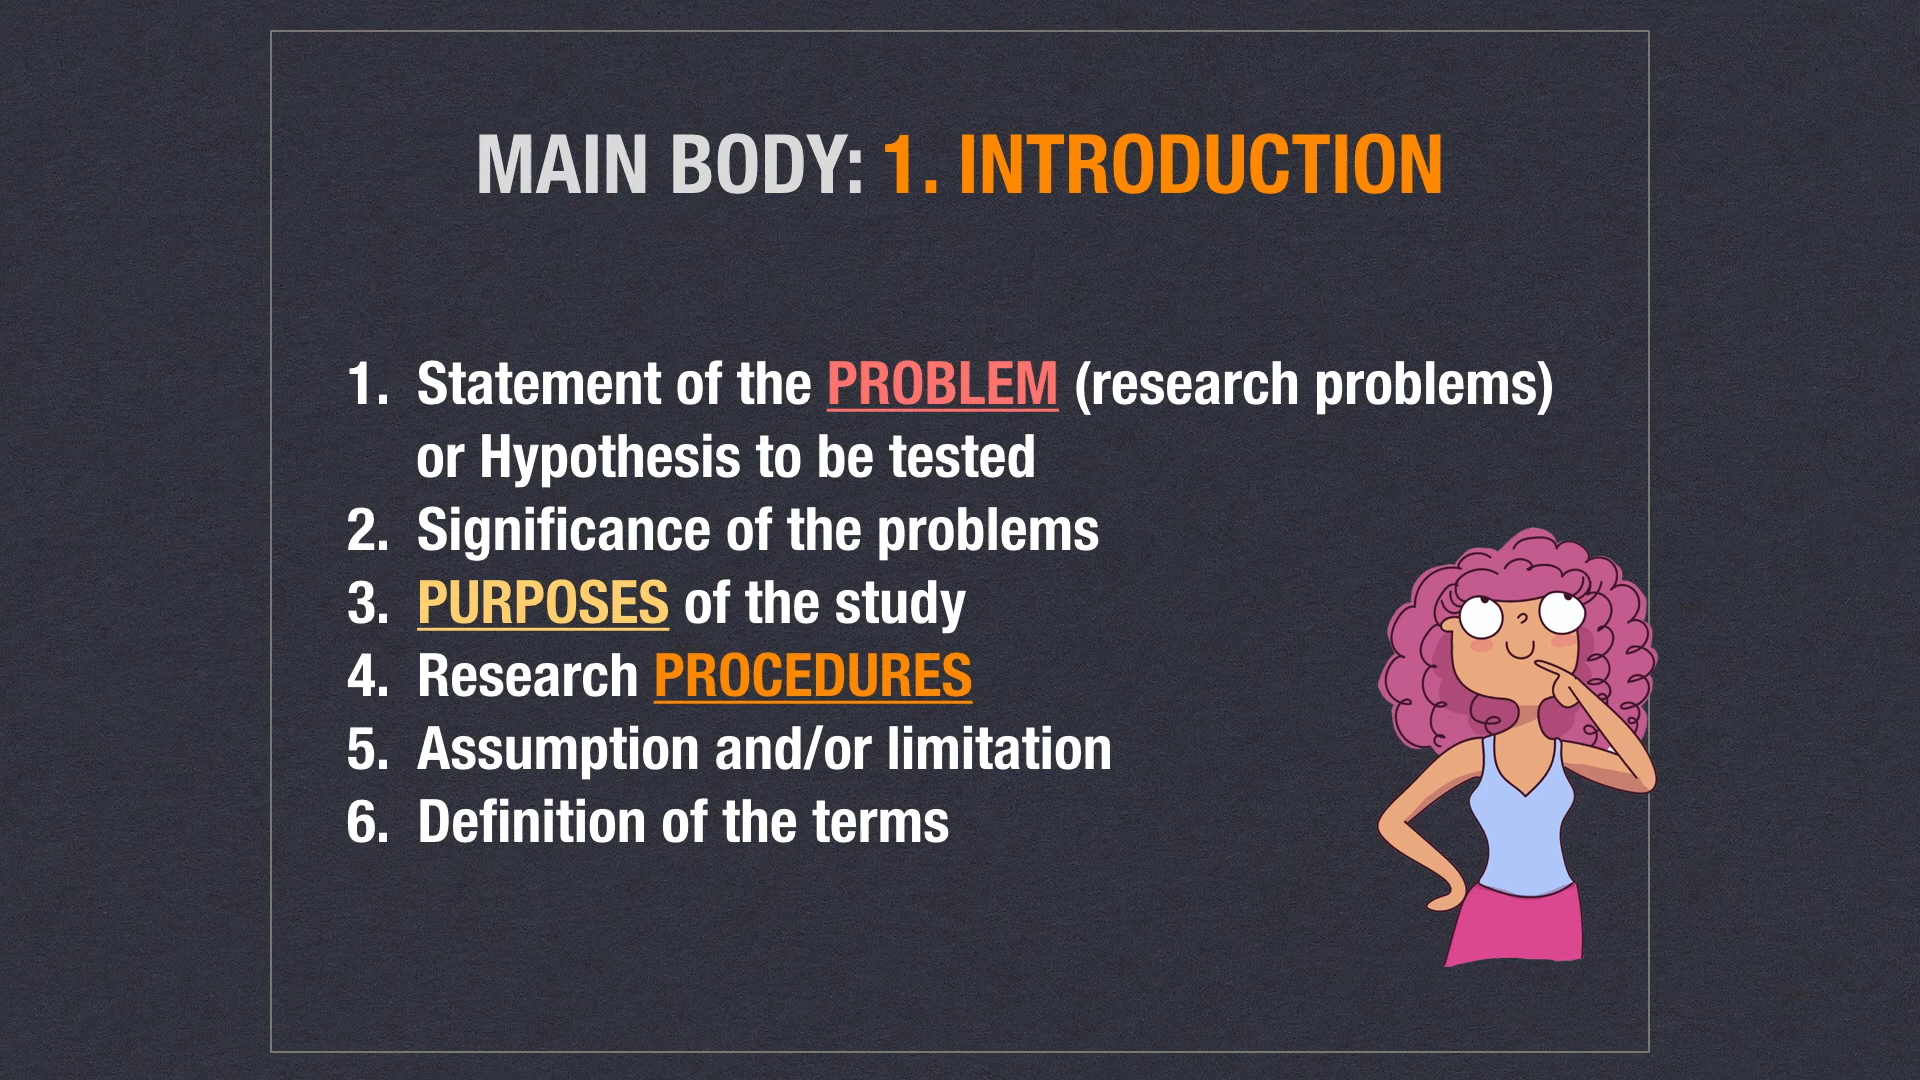 MAIN BODY: 1. INTRODUCTION
1. Statement of the PROBLEM (research problems)
or Hypothesis to be tested
2. Significance of the problems
3. PURPOSES of the study
4. Research PROCEDURES
5. Assumption and/or limitation
6. Definition of the terms